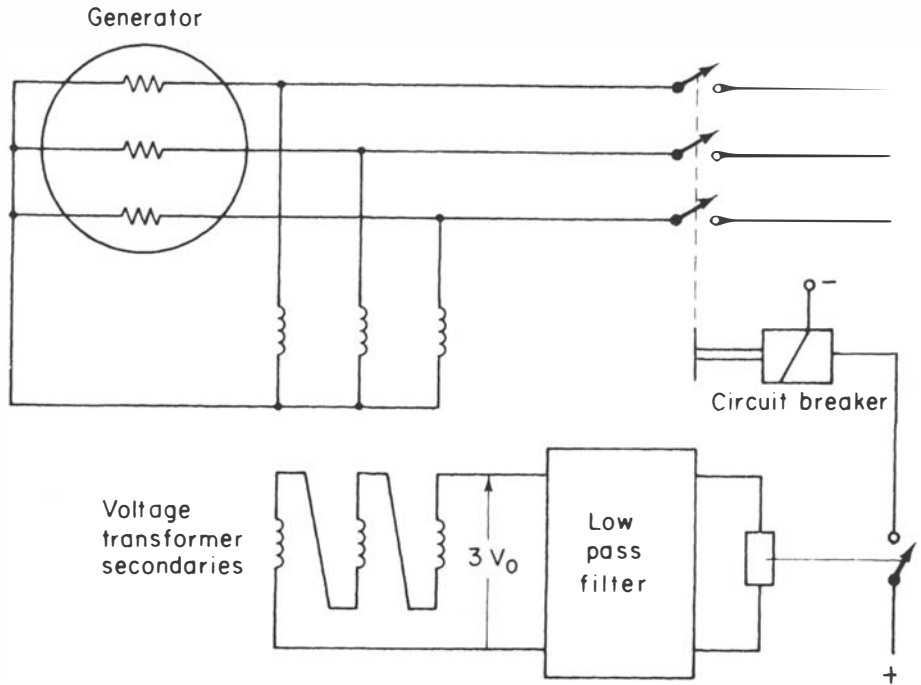 Generator
−
Circuit breaker
Voltage
transformer
secondaries
3 V₀
Low
pass
filter
+